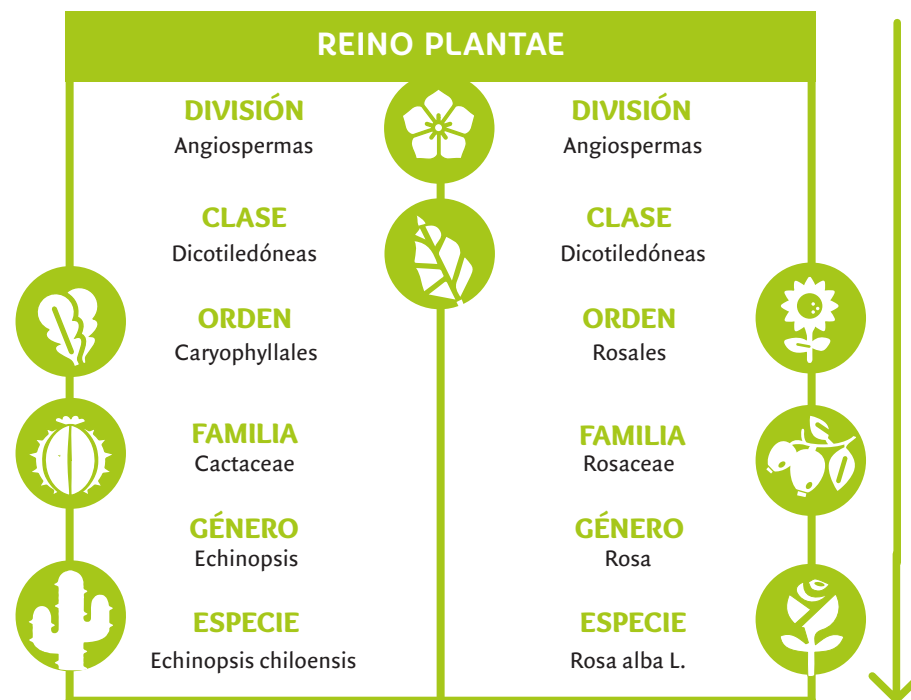 REINO PLANTAE
DIVISIÓN
Angiospermas
CLASE
Dicotiledóneas
ORDEN
Caryophyllales
FAMILIA
Cactaceae
GÉNERO
Echinopsis
ESPECIE
Echinopsis chiloensis
DIVISIÓN
Angiospermas
CLASE
Dicotiledóneas
ORDEN
Rosales
FAMILIA
Rosaceae
GÉNERO
Rosa
ESPECIE
Rosa alba L.